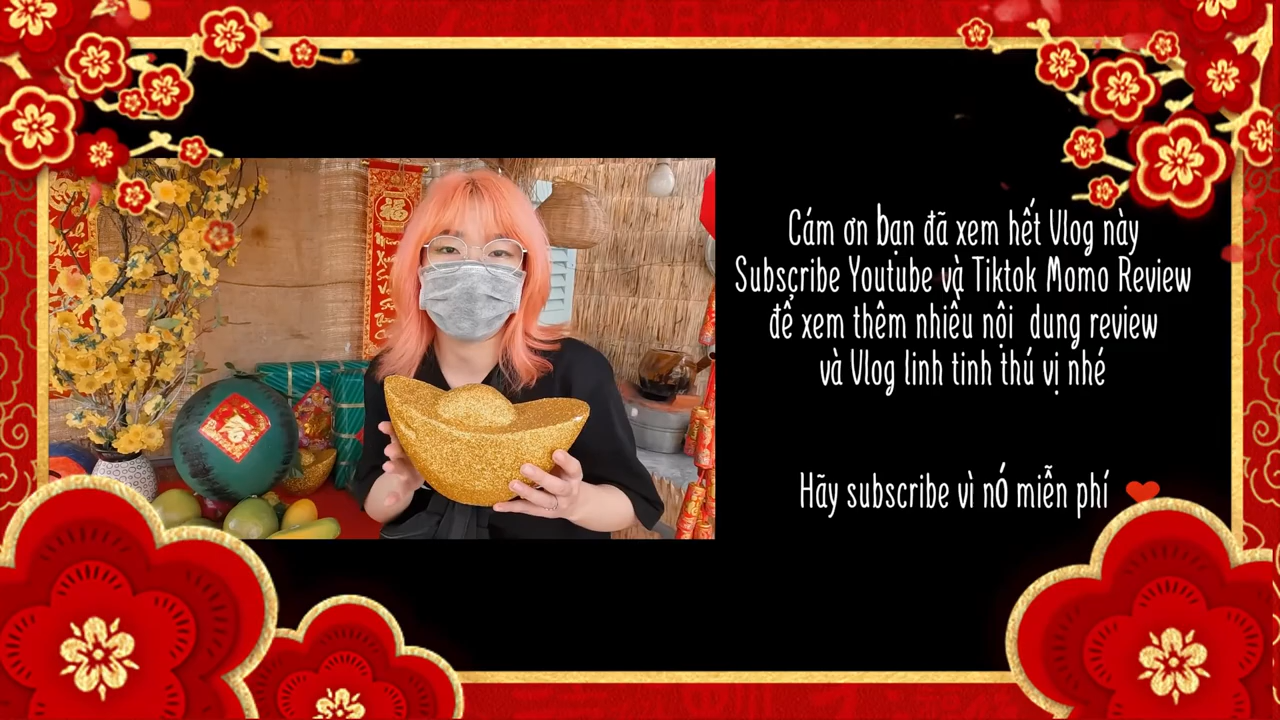 福
Cám ơn bạn đã xem hết Vlog này
Subscribe Youtube và Tiktok Momo Review
để xem thêm nhiều nội dung review
và Vlog linh tinh thú vị nhé
Hãy subscribe vì nó miễn phí